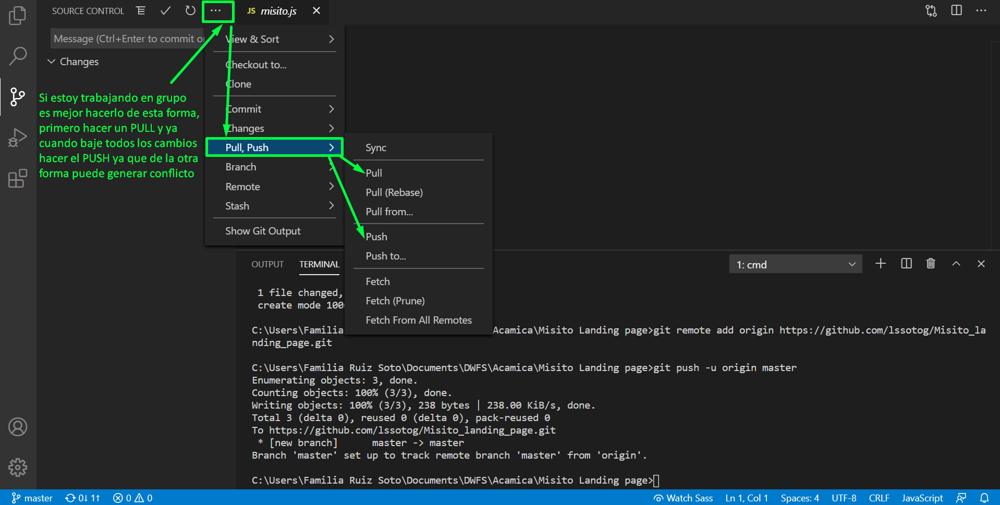 SOURCE CONTROL
JS misito.js
Message (Ctrl+Enter to commit o
Changes
Si estoy trabajando en grupo
es mejor hacerlo de esta forma,
primero hacer un PULL y ya
cuando baje todos los cambios
hacer el PUSH ya que de la otra
forma puede generar conflicto
View & Sort
Checkout to...
Clone
Commit
Changes
Pull, Push
Branch
Remote
Stash
Show Git Output
Sync
Pull
Pull (Rebase)
Pull from...
Push
Push to...
Fetch
Fetch (Prune)
Fetch From All Remotes
OUTPUT TERMINAL
1: cmd
1 file changed,
create mode 100
C:\Users\Familia Acamica\Misito Landing page>git remote add origin https://github.com/lssotog/Misito_la
nding_page.git
C:\Users\Familia Ruiz Soto\Documents\DWFS\Acamica\Misito Landing page>git push -u origin master
Enumerating objects: 3, done.
Counting objects: 100% (3/3), done.
Writing objects: 100% (3/3), 238 bytes | 238.00 KiB/s, done.
Total 3 (delta 0), reused 0 (delta 0), pack-reused 0
To https://github.com/lssotog/Misito_landing_page.git
* [new branch] master -> master
Branch 'master' set up to track remote branch 'master' from 'origin'.
C:\Users\Familia Ruiz Soto\Documents\DWFS\Acamica\Misito Landing page>
master 0↓ 1↑ 0 0 Watch Sass Ln 1, Col 1 Spaces: 4 UTF-8 CRLF JavaScript